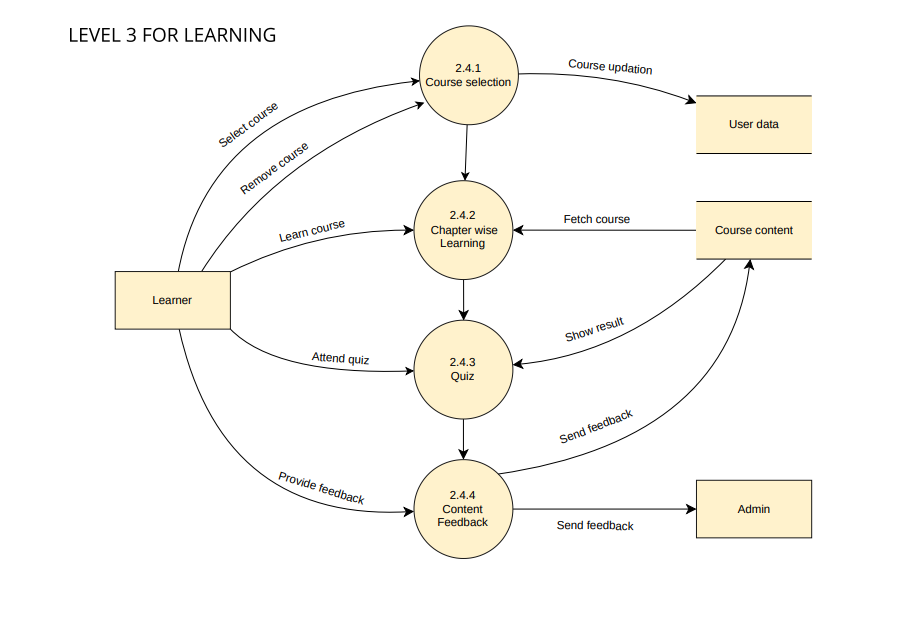 LEVEL 3 FOR LEARNING
2.4.1
Course selection
Course updation
User data
Select course
Remove course
2.4.2
Chapter wise
Learning
Learn course
Fetch course
Course content
Learner
Show result
Attend quiz
2.4.3
Quiz
Send feedback
Provide feedback
2.4.4
Content
Feedback
Send feedback
Admin